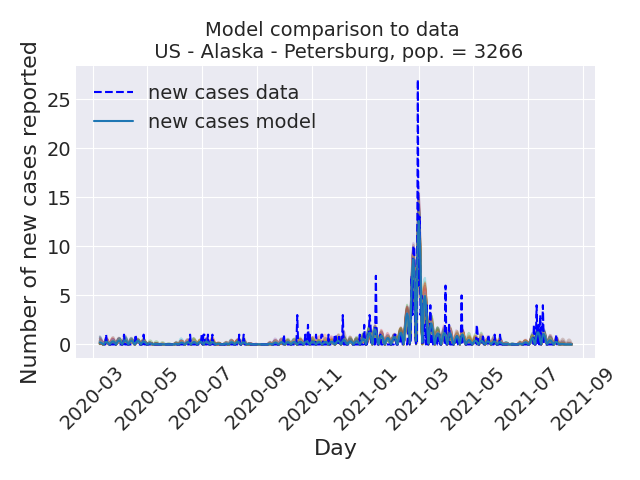 Model comparison to data
US - Alaska - Petersburg, pop. = 3266
Number of new cases reported
new cases data
new cases model
25
20
15
10
5
0
2020-03
2020-05
2020-07
2020-09
2020-11
2021-01
2021-03
2021-05
2021-07
2021-09
Day